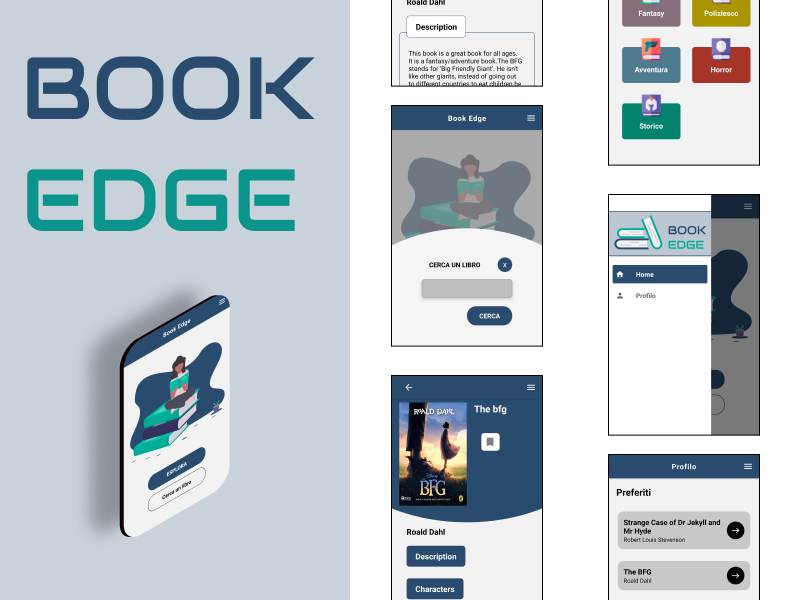 BOOK
EDGE
Book Edge
ESPLORA
Cerca un libro
Roald Dahl
Description
This book is a great book for all ages.
It is a fantasy/adventure book.The BFG
stands for 'Big Friendly Giant'. He isn't
like other giants, instead of going out
to different countries to eat children he
Book Edge
CERCA UN LIBRO
X
CERCA
ROALD DAHL
Disney
BFG
The bfg
Roald Dahl
Description
Characters
Fantasy
Poliziesco
Avventura
Horror
Storico
BOOK
EDGE
Home
Profilo
Profilo
Preferiti
Strange Case of Dr Jekyll and
Mr Hyde
Robert Louis Stevenson
The BFG
Roald Dahl